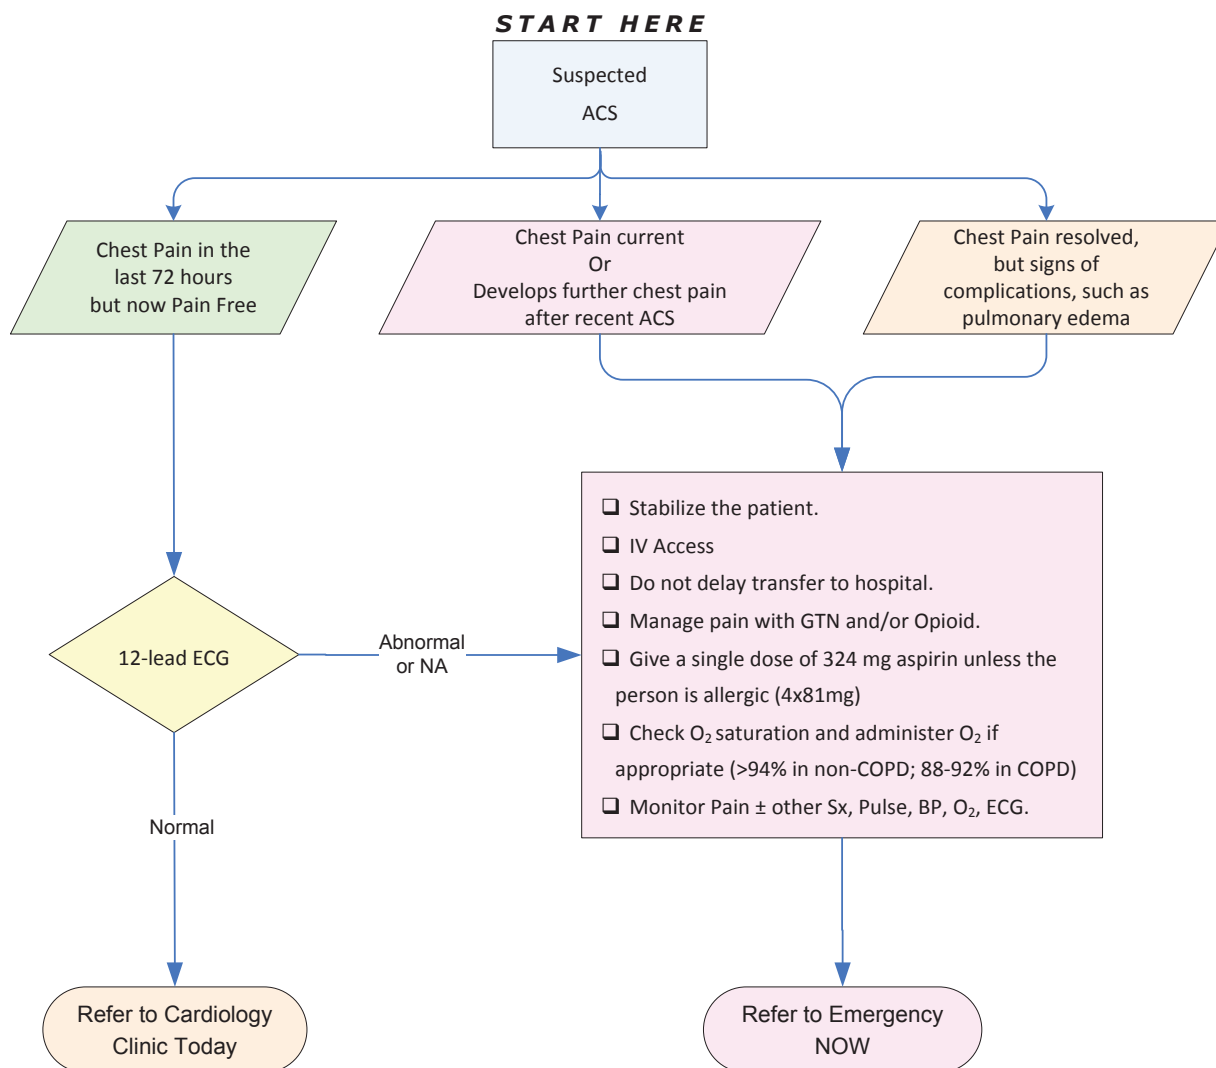 START HERE
Suspected
ACS
Chest Pain in the
last 72 hours
but now Pain Free
Chest Pain current
Or
Develops further chest pain
after recent ACS
Chest Pain resolved,
but signs of
complications, such as
pulmonary edema
❑ Stabilize the patient.
❑ IV Access
❑ Do not delay transfer to hospital.
❑ Manage pain with GTN and/or Opioid.
❑ Give a single dose of 324 mg aspirin unless the
person is allergic (4x81mg)
❑ Check O₂ saturation and administer O₂ if
appropriate (>94% in non-COPD; 88-92% in COPD)
❑ Monitor Pain ± other Sx, Pulse, BP, O₂, ECG.
12-lead ECG
Abnormal
or NA
Normal
Refer to Cardiology
Clinic Today
Refer to Emergency
NOW